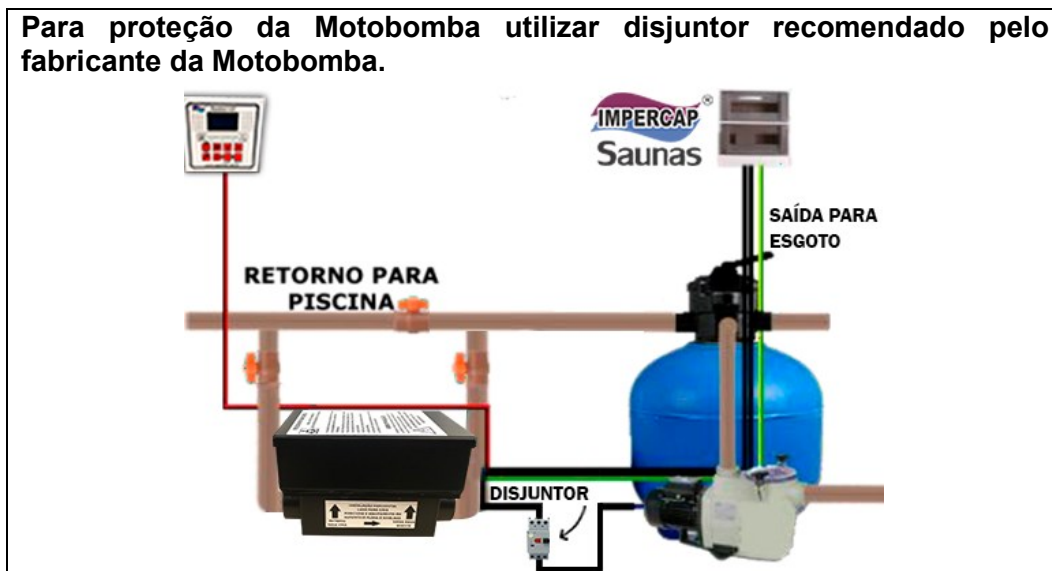 Para proteção da Motobomba utilizar disjuntor recomendado pelo
fabricante da Motobomba.
IMPERCAP®
Saunas
SAÍDA PARA
ESGOTO
RETORNO PARA
PISCINA
DISJUNTOR